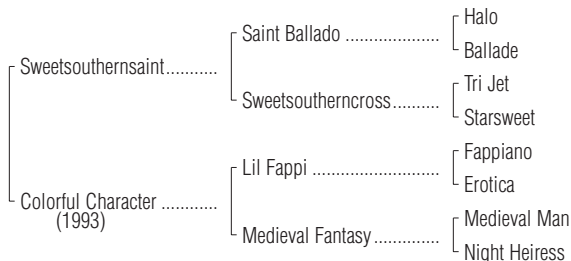 Halo
Saint Ballado ....................
Ballade
Sweetsouthernsaint...........
Tri Jet
Sweetsoutherncross..........
Starsweet
Fappiano
Lil Fappi ...........................
Erotica
Colorful Character ............
(1993)
Medieval Man
Medieval Fantasy..............
Night Heiress